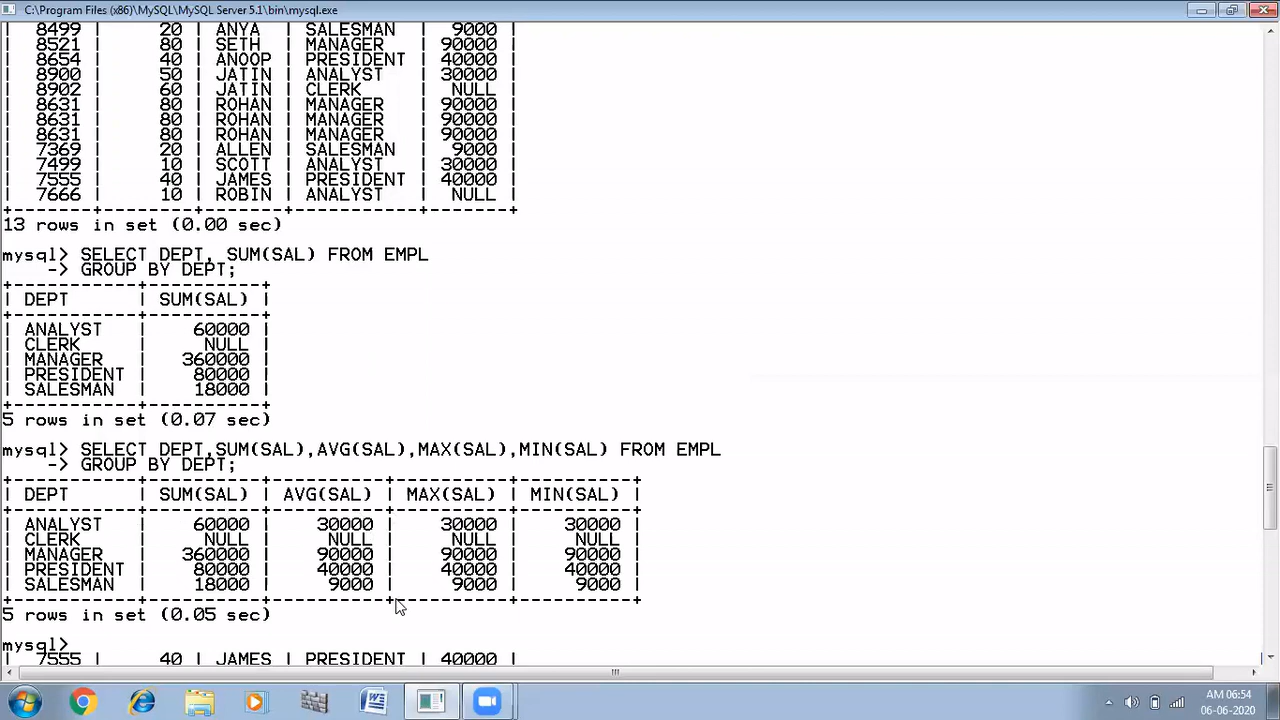 C:\Program Files (x86)\MySQL\MySQL Server 5.1\bin\mysql.exe
| 8499 | 20 | ANYA | SALESMAN | 9000 |
| 8521 | 80 | SETH | MANAGER | 90000 |
| 8654 | 40 | ANOOP | PRESIDENT | 40000 |
| 8900 | 50 | JATIN | ANALYST | 30000 |
| 8902 | 60 | JATIN | CLERK | NULL |
| 8631 | 80 | ROHAN | MANAGER | 90000 |
| 8631 | 80 | ROHAN | MANAGER | 90000 |
| 8631 | 80 | ROHAN | MANAGER | 90000 |
| 7369 | 20 | ALLEN | SALESMAN | 9000 |
| 7499 | 10 | SCOTT | ANALYST | 30000 |
| 7555 | 40 | JAMES | PRESIDENT | 40000 |
| 7666 | 10 | ROBIN | ANALYST | NULL |
13 rows in set (0.00 sec)
mysql> SELECT DEPT, SUM(SAL) FROM EMPL
-> GROUP BY DEPT;
| DEPT | SUM(SAL) |
| ANALYST | 60000 |
| CLERK | NULL |
| MANAGER | 360000 |
| PRESIDENT | 80000 |
| SALESMAN | 18000 |
5 rows in set (0.07 sec)
mysql> SELECT DEPT,SUM(SAL),AVG(SAL),MAX(SAL),MIN(SAL) FROM EMPL
-> GROUP BY DEPT;
| DEPT | SUM(SAL) | AVG(SAL) | MAX(SAL) | MIN(SAL) |
| ANALYST | 60000 | 30000 | 30000 | 30000 |
| CLERK | NULL | NULL | NULL | NULL |
| MANAGER | 360000 | 90000 | 90000 | 90000 |
| PRESIDENT | 80000 | 40000 | 40000 | 40000 |
| SALESMAN | 18000 | 9000 | 9000 | 9000 |
5 rows in set (0.05 sec)
mysql>
| 7555 | 40 | JAMES | PRESIDENT | 40000 |
AM 06:54
06-06-2020